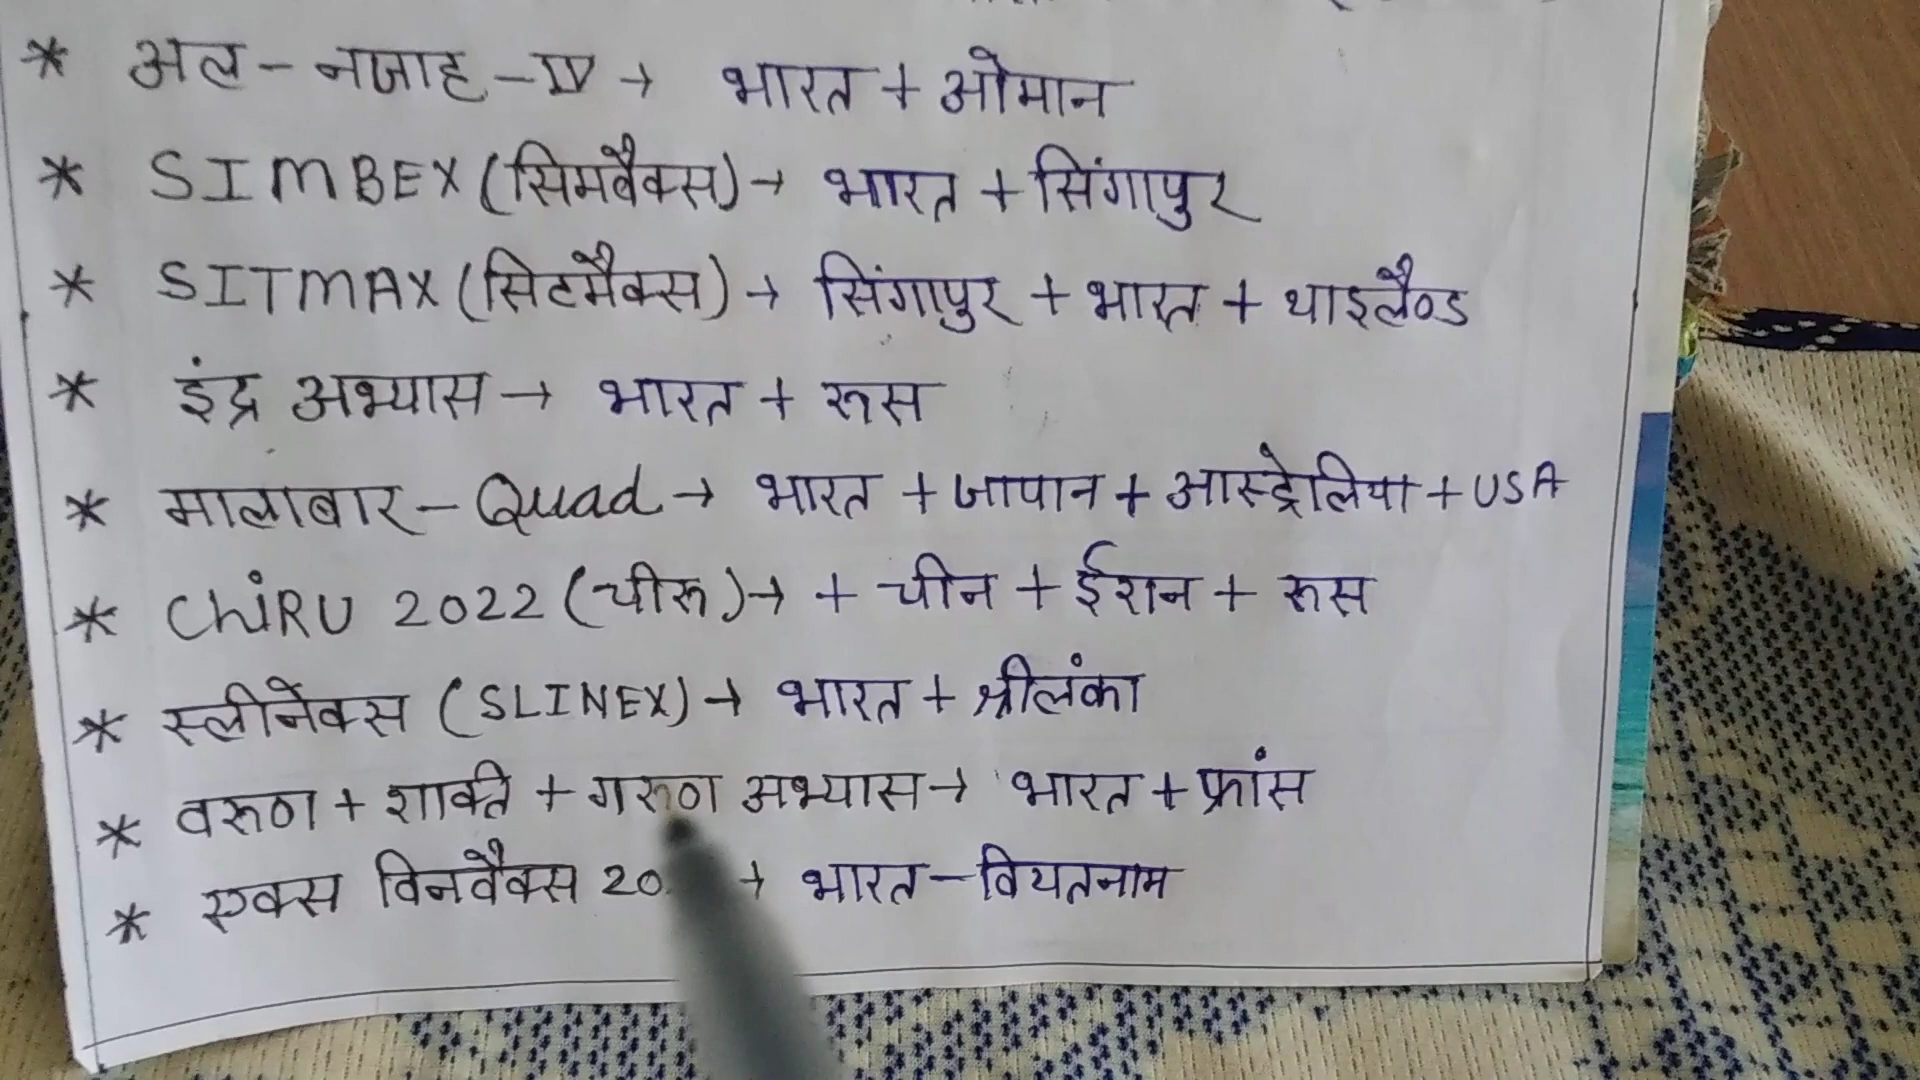 * अल-नजाह-IV → भारत + ओमान
* SIMBEX (सिमबैक्स) → भारत + सिंगापुर
* SITMAX (सिटमैक्स) → सिंगापुर + भारत + थाइलैण्ड
* इंद्र अभ्यास → भारत + रूस
* मालाबार - Quad → भारत + जापान + आस्ट्रेलिया + USA
* ChiRU 2022 (चीरू) → + चीन + ईरान + रूस
* स्लीनेक्स (SLINEX) → भारत + श्रीलंका
* वरूण + शक्ति + गरूण अभ्यास → भारत + फ्रांस
* एक्स विनबैक्स 20 → भारत - वियतनाम